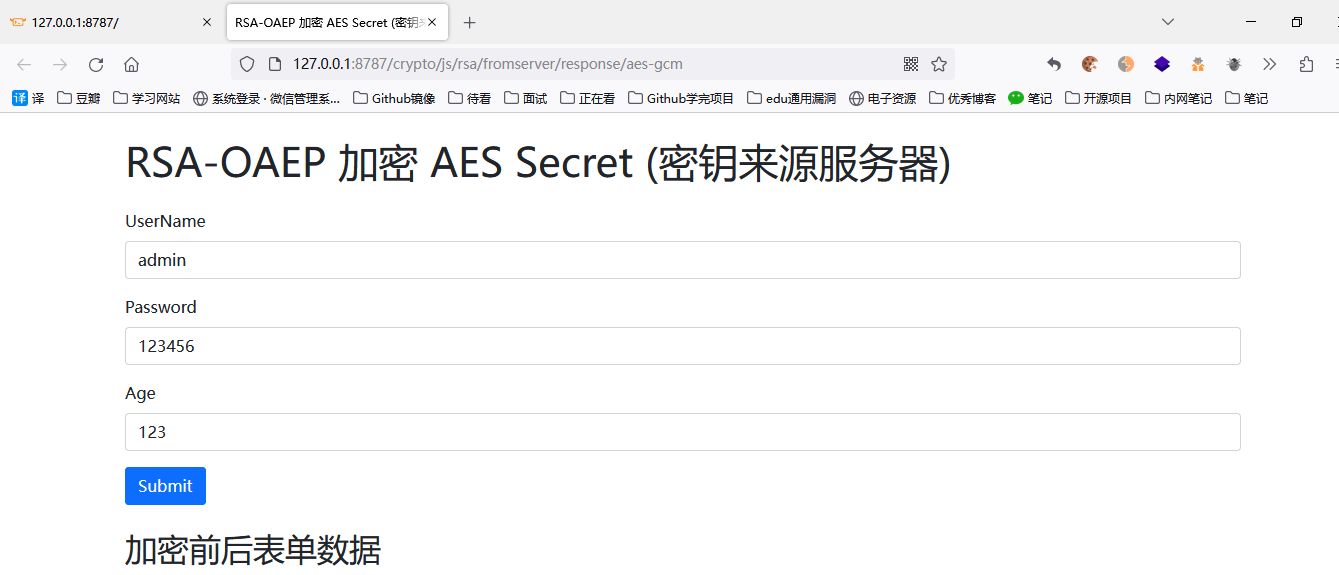 127.0.0.1:8787/
RSA-OAEP 加密 AES Secret (密钥
127.0.0.1:8787/crypto/js/rsa/fromserver/response/aes-gcm
译 译 豆瓣 学习网站 系统登录 · 微信管理系... Github镜像 待看 面试 正在看 Github学完项目 edu通用漏洞 电子资源 优秀博客 笔记 开源项目 内网笔记 笔记
RSA-OAEP 加密 AES Secret (密钥来源服务器)
UserName
admin
Password
123456
Age
123
Submit
加密前后表单数据